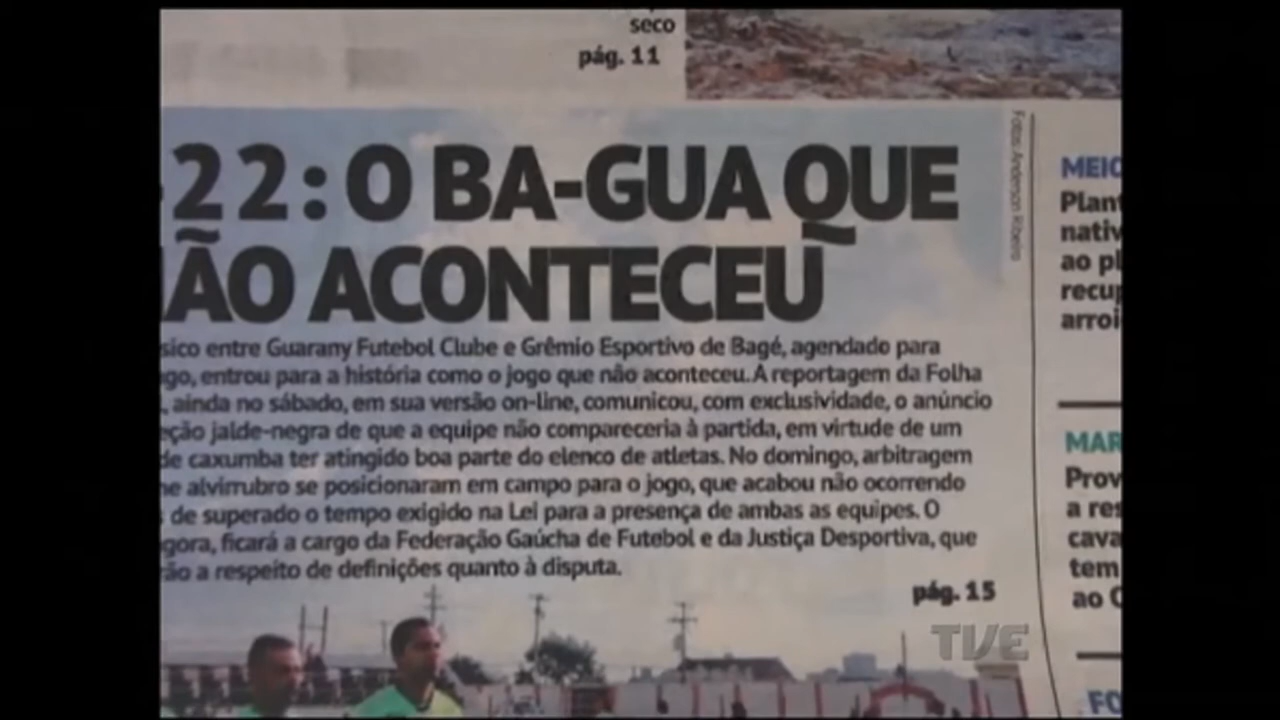 seco
pág. 11
22: O BA-GUA QUE
NÃO ACONTECEU
Fotos: Anderson Ribeiro
sico entre Guarany Futebol Clube e Grêmio Esportivo de Bagé, agendado para
go, entrou para a história como o jogo que não aconteceu. A reportagem da Folha
, ainda no sábado, em sua versão on-line, comunicou, com exclusividade, o anúncio
ção jalde-negra de que a equipe não compareceria à partida, em virtude de um
de caxumba ter atingido boa parte do elenco de atletas. No domingo, arbitragem
e alvirrubro se posicionaram em campo para o jogo, que acabou não ocorrendo
de superado o tempo exigido na Lei para a presença de ambas as equipes. O
gora, ficará a cargo da Federação Gaúcha de Futebol e da Justiça Desportiva, que
ão a respeito de definições quanto à disputa.
pág. 15
MEIO
Plant
nativ
ao pl
recup
arroi
MAR
Prov
a res
cava
tem
ao
FO
TVE